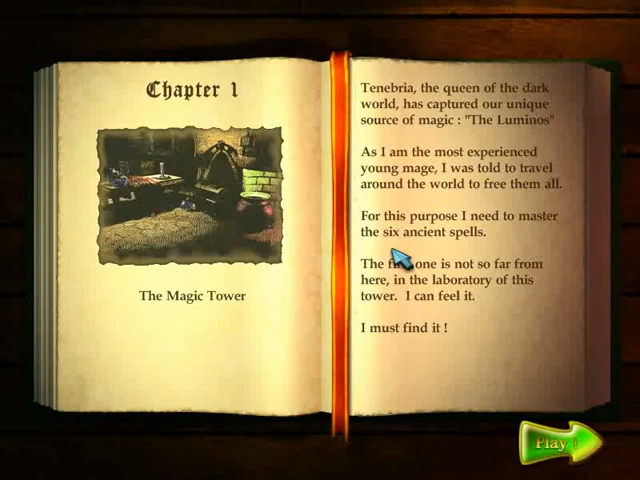 Chapter 1
The Magic Tower
Tenebria, the queen of the dark
world, has captured our unique
source of magic : "The Luminos"
As I am the most experienced
young mage, I was told to travel
around the world to free them all.
For this purpose I need to master
the six ancient spells.
The first one is not so far from
here, in the laboratory of this
tower. I can feel it.
I must find it !
Play !